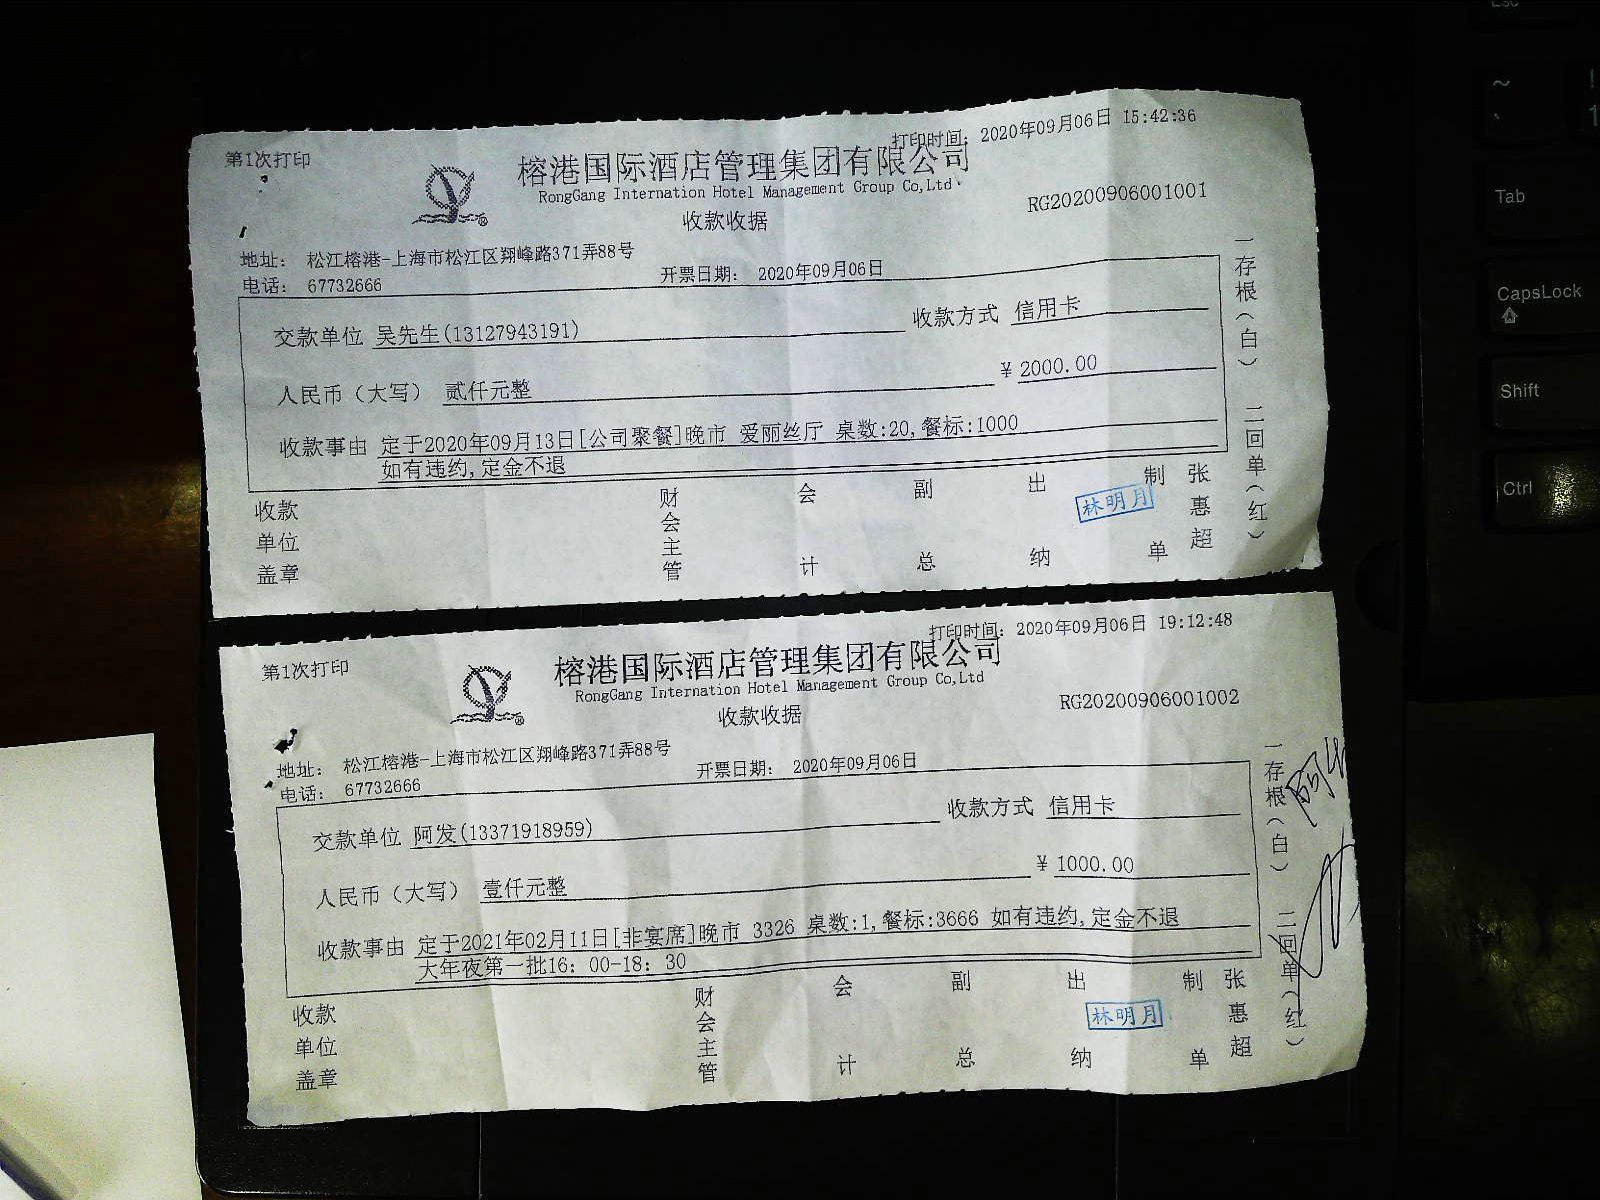 第1次打印
打印时间: 2020年09月06日 15:42:36
榕港国际酒店管理集团有限公司
RongGang Internation Hotel Management Group Co,Ltd
收款收据
RG20200906001001
地址: 松江榕港-上海市松江区翔峰路371弄88号
电话: 67732666
开票日期: 2020年09月06日
交款单位 吴先生(13127943191)
收款方式 信用卡
人民币（大写） 贰仟元整
¥ 2000.00
收款事由 定于2020年09月13日[公司聚餐]晚市 爱丽丝厅 桌数:20,餐标:1000
如有违约,定金不退
收款单位盖章
财会主管
会计
副总
出纳
林明月
制单
张惠超
一存根（白） 二回单（红）
第1次打印
打印时间: 2020年09月06日 19:12:48
榕港国际酒店管理集团有限公司
RongGang Internation Hotel Management Group Co,Ltd
收款收据
RG20200906001002
地址: 松江榕港-上海市松江区翔峰路371弄88号
电话: 67732666
开票日期: 2020年09月06日
交款单位 阿发(13371918959)
收款方式 信用卡
人民币（大写） 壹仟元整
¥ 1000.00
收款事由 定于2021年02月11日[非宴席]晚市 3326 桌数:1,餐标:3666 如有违约,定金不退
大年夜第一批16: 00-18: 30
收款单位盖章
财会主管
会计
副总
出纳
林明月
制单
张惠超
一存根（白） 二回单（红）
Esc
~
!
1
Tab
CapsLock
Shift
Ctrl